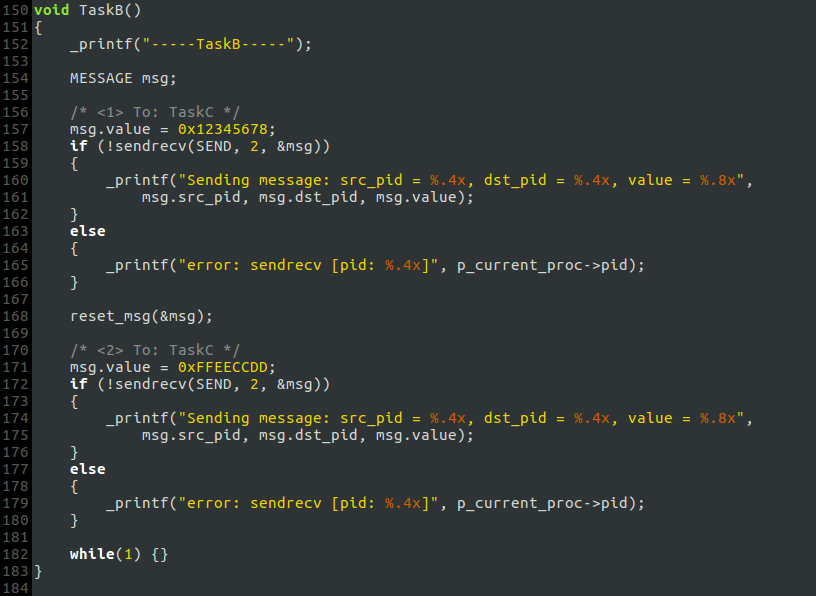 150 void TaskB()
151 {
152     _printf("-----TaskB-----");
153
154     MESSAGE msg;
155
156     /* <1> To: TaskC */
157     msg.value = 0x12345678;
158     if (!sendrecv(SEND, 2, &msg))
159     {
160         _printf("Sending message: src_pid = %.4x, dst_pid = %.4x, value = %.8x",
161             msg.src_pid, msg.dst_pid, msg.value);
162     }
163     else
164     {
165         _printf("error: sendrecv [pid: %.4x]", p_current_proc->pid);
166     }
167
168     reset_msg(&msg);
169
170     /* <2> To: TaskC */
171     msg.value = 0xFFEECCDD;
172     if (!sendrecv(SEND, 2, &msg))
173     {
174         _printf("Sending message: src_pid = %.4x, dst_pid = %.4x, value = %.8x",
175             msg.src_pid, msg.dst_pid, msg.value);
176     }
177     else
178     {
179         _printf("error: sendrecv [pid: %.4x]", p_current_proc->pid);
180     }
181
182     while(1) {}
183 }
184